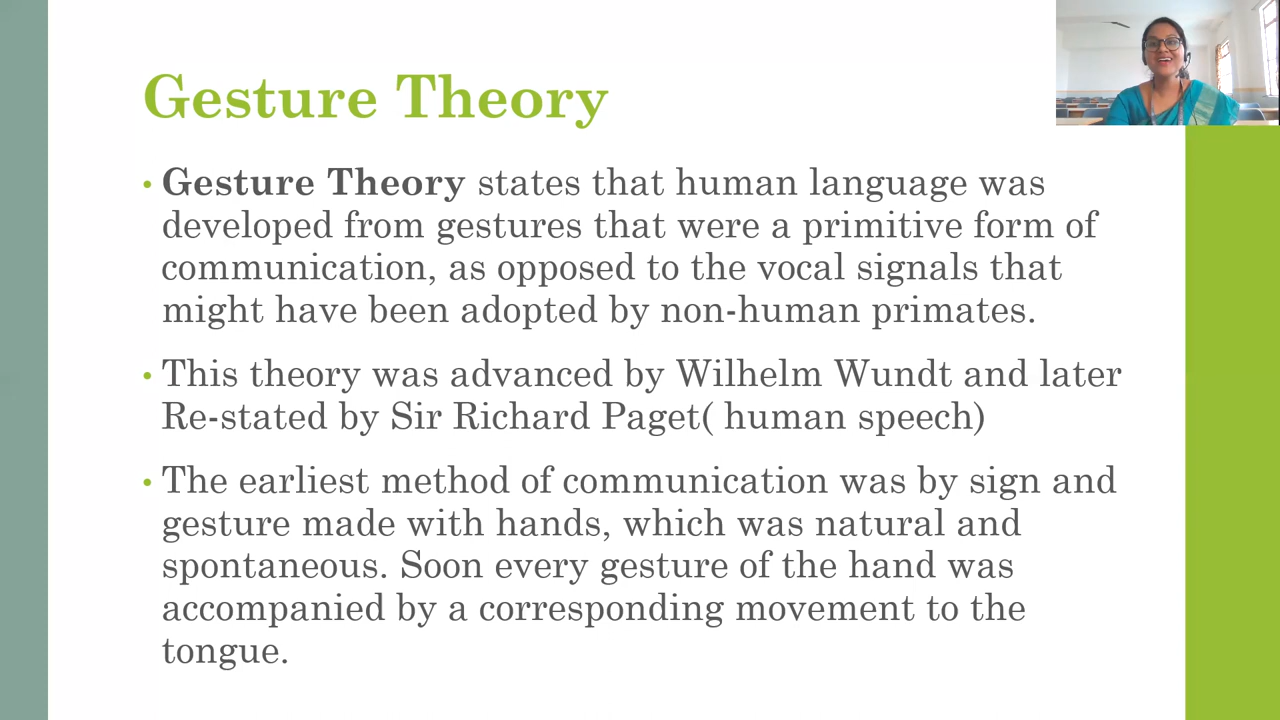 Gesture Theory
• Gesture Theory states that human language was
developed from gestures that were a primitive form of
communication, as opposed to the vocal signals that
might have been adopted by non-human primates.
• This theory was advanced by Wilhelm Wundt and later
Re-stated by Sir Richard Paget( human speech)
• The earliest method of communication was by sign and
gesture made with hands, which was natural and
spontaneous. Soon every gesture of the hand was
accompanied by a corresponding movement to the
tongue.